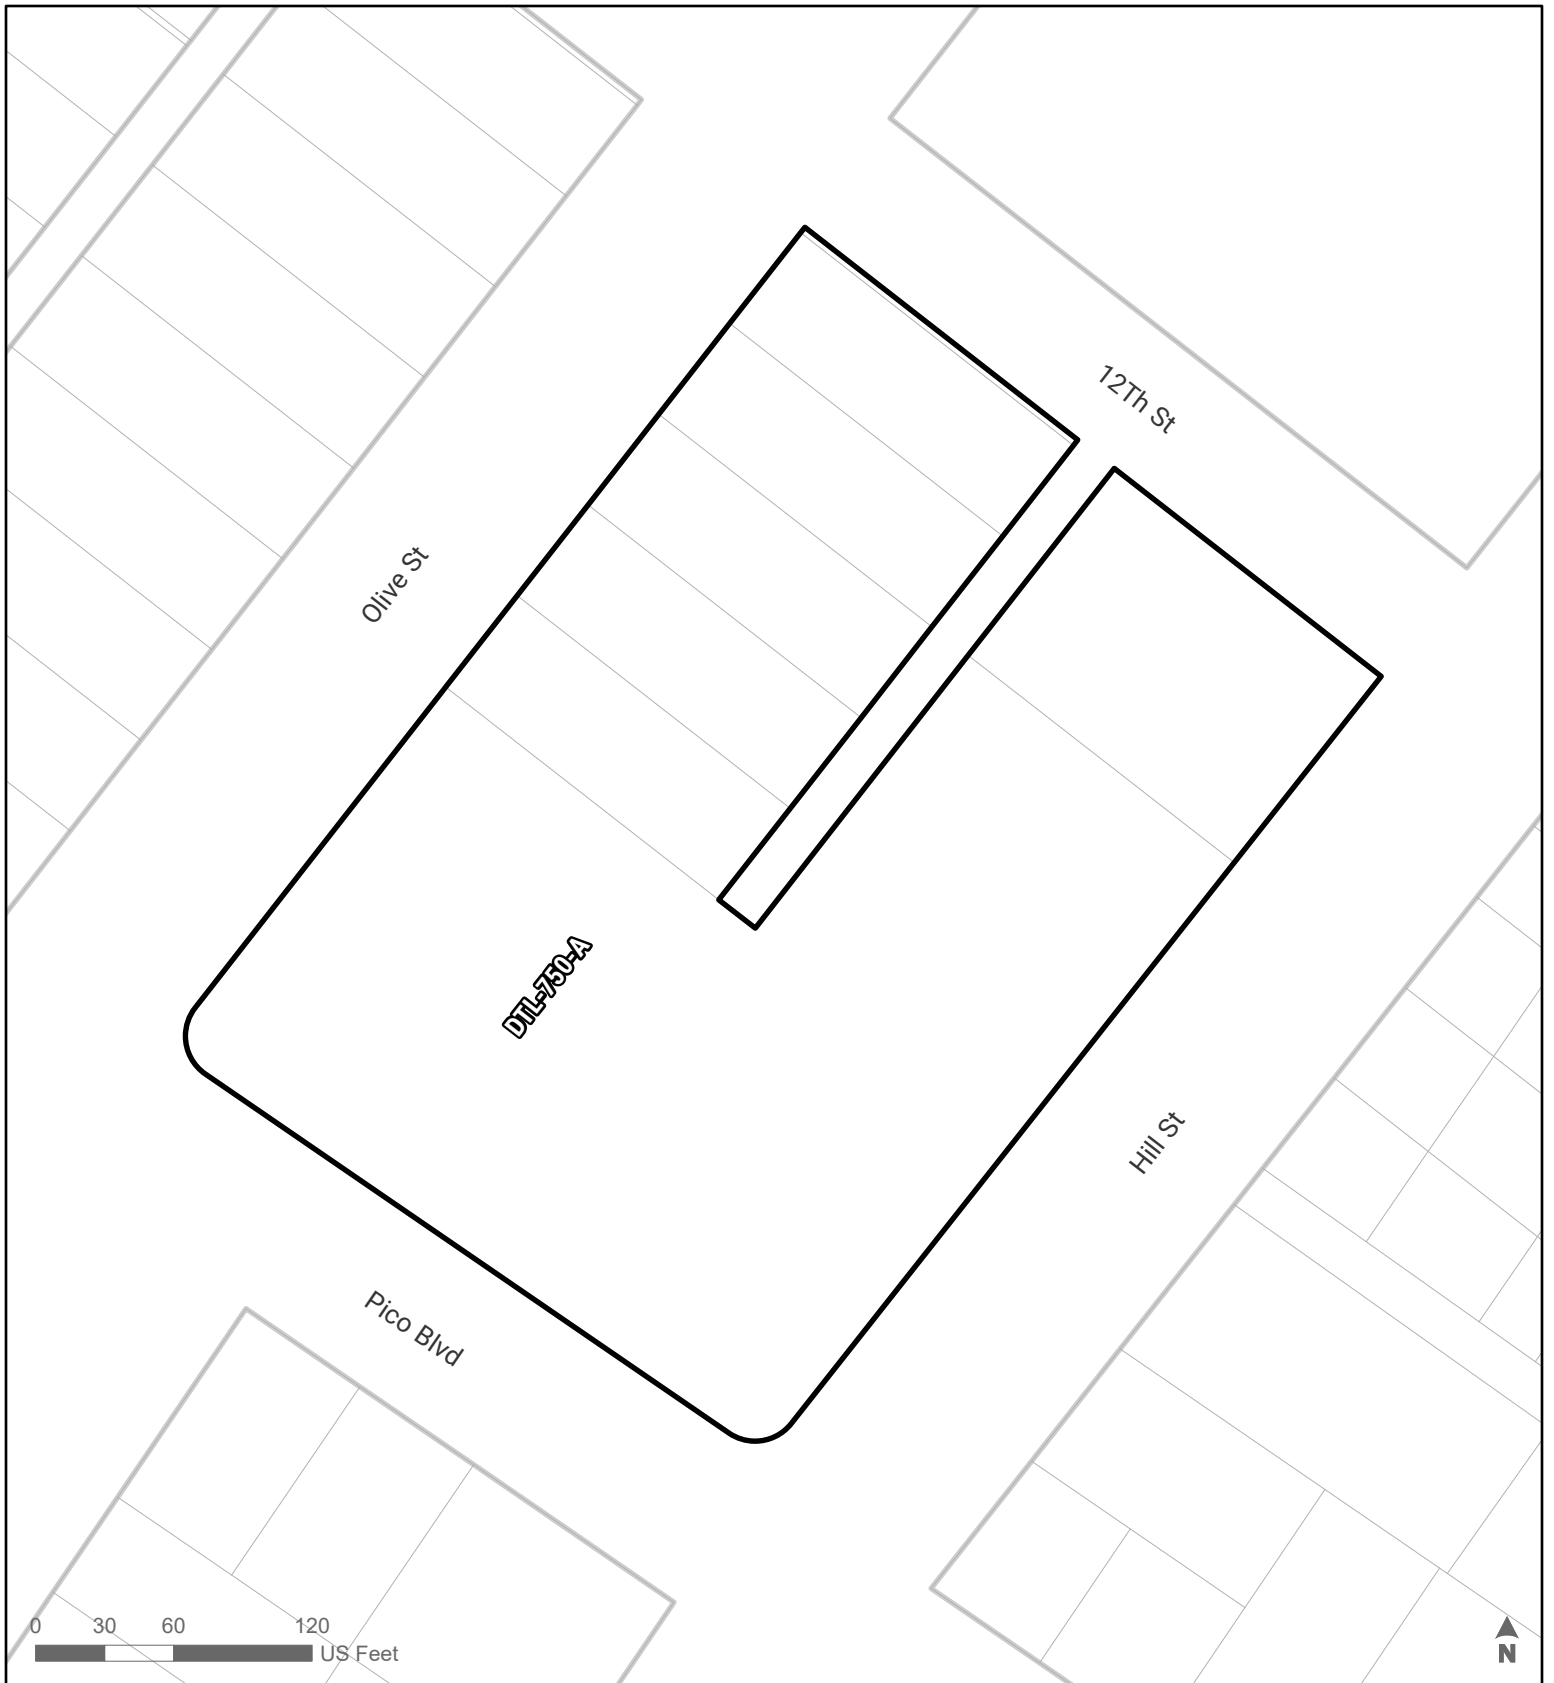 12Th St
Olive St
DTL-750-A
Hill St
Pico Blvd
0 30 60 120
US Feet
N